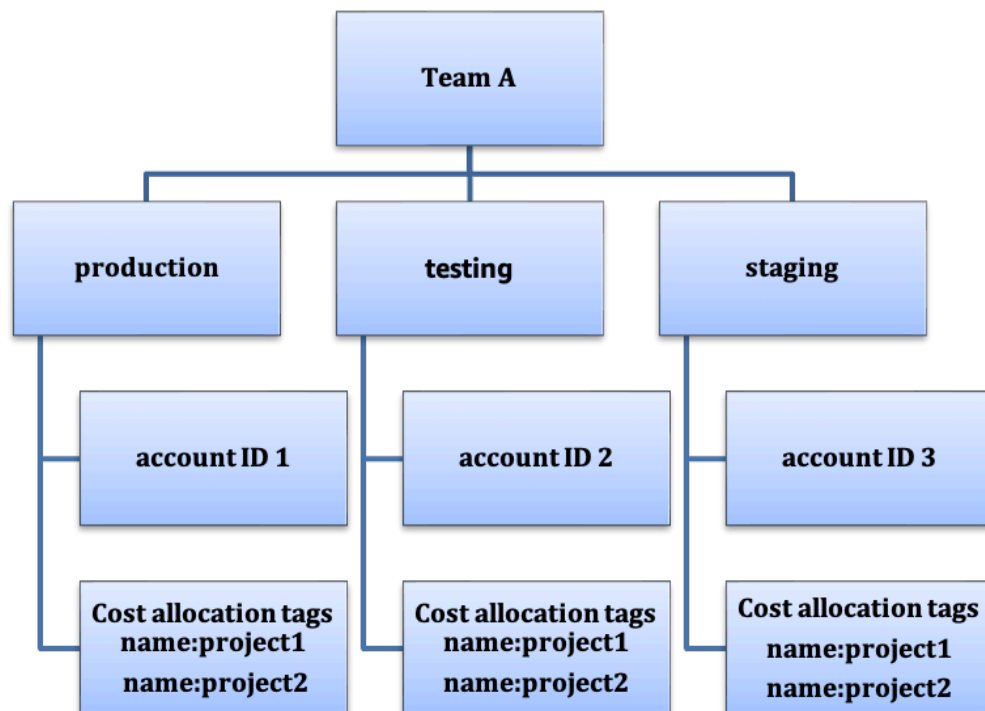 Team A
production
testing
staging
account ID 1
account ID 2
account ID 3
Cost allocation tags
name:project1
name:project2
Cost allocation tags
name:project1
name:project2
Cost allocation tags
name:project1
name:project2